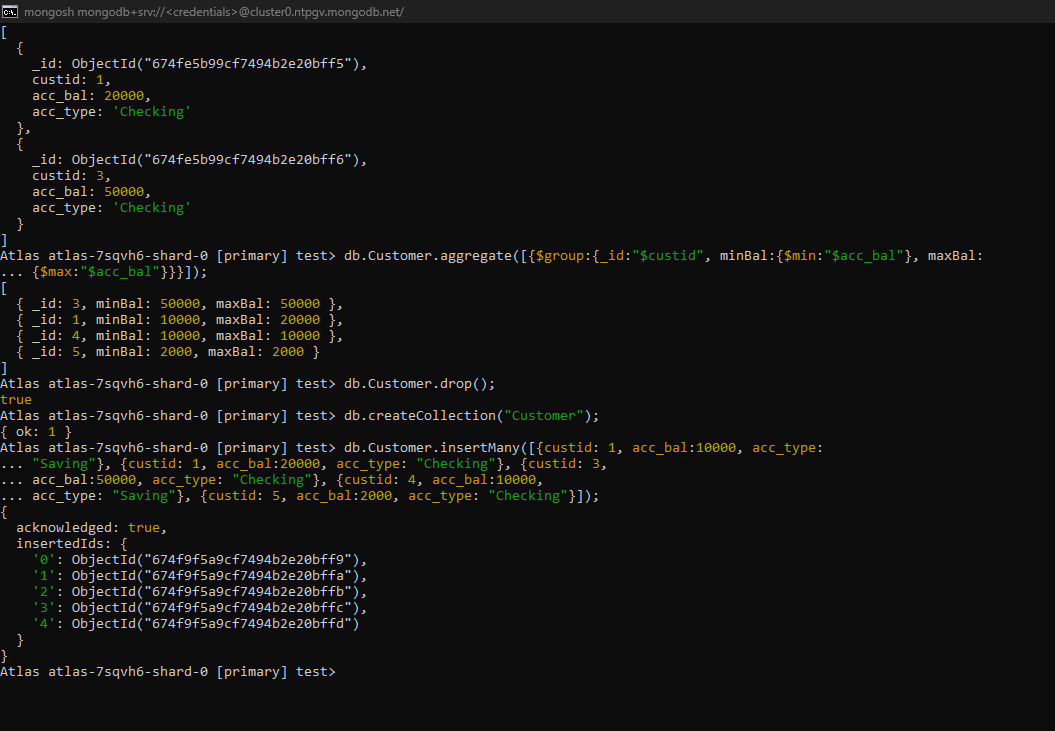 mongosh mongodb+srv://<credentials>@cluster0.ntpgv.mongodb.net/
[
  {
    _id: ObjectId("674fe5b99cf7494b2e20bff5"),
    custid: 1,
    acc_bal: 20000,
    acc_type: 'Checking'
  },
  {
    _id: ObjectId("674fe5b99cf7494b2e20bff6"),
    custid: 3,
    acc_bal: 50000,
    acc_type: 'Checking'
  }
]
Atlas atlas-7sqvh6-shard-0 [primary] test> db.Customer.aggregate([{$group:{_id:"$custid", minBal:{$min:"$acc_bal"}, maxBal:
... {$max:"$acc_bal"}}}]);
[
  { _id: 3, minBal: 50000, maxBal: 50000 },
  { _id: 1, minBal: 10000, maxBal: 20000 },
  { _id: 4, minBal: 10000, maxBal: 10000 },
  { _id: 5, minBal: 2000, maxBal: 2000 }
]
Atlas atlas-7sqvh6-shard-0 [primary] test> db.Customer.drop();
true
Atlas atlas-7sqvh6-shard-0 [primary] test> db.createCollection("Customer");
{ ok: 1 }
Atlas atlas-7sqvh6-shard-0 [primary] test> db.Customer.insertMany([{custid: 1, acc_bal:10000, acc_type:
... "Saving"}, {custid: 1, acc_bal:20000, acc_type: "Checking"}, {custid: 3,
... acc_bal:50000, acc_type: "Checking"}, {custid: 4, acc_bal:10000,
... acc_type: "Saving"}, {custid: 5, acc_bal:2000, acc_type: "Checking"}]);
{
  acknowledged: true,
  insertedIds: {
    '0': ObjectId("674f9f5a9cf7494b2e20bff9"),
    '1': ObjectId("674f9f5a9cf7494b2e20bffa"),
    '2': ObjectId("674f9f5a9cf7494b2e20bffb"),
    '3': ObjectId("674f9f5a9cf7494b2e20bffc"),
    '4': ObjectId("674f9f5a9cf7494b2e20bffd")
  }
}
Atlas atlas-7sqvh6-shard-0 [primary] test>